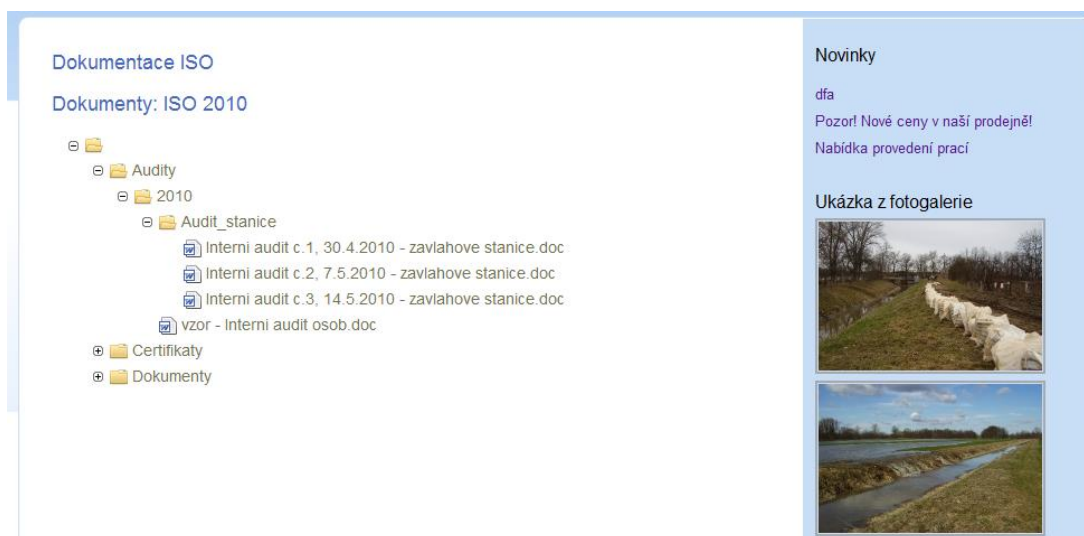 Dokumentace ISO
Dokumenty: ISO 2010
Audity
2010
Audit_stanice
Interni audit c.1, 30.4.2010 - zavlahove stanice.doc
Interni audit c.2, 7.5.2010 - zavlahove stanice.doc
Interni audit c.3, 14.5.2010 - zavlahove stanice.doc
vzor - Interni audit osob.doc
Certifikaty
Dokumenty
Novinky
dfa
Pozor! Nové ceny v naší prodejně!
Nabídka provedení prací
Ukázka z fotogalerie